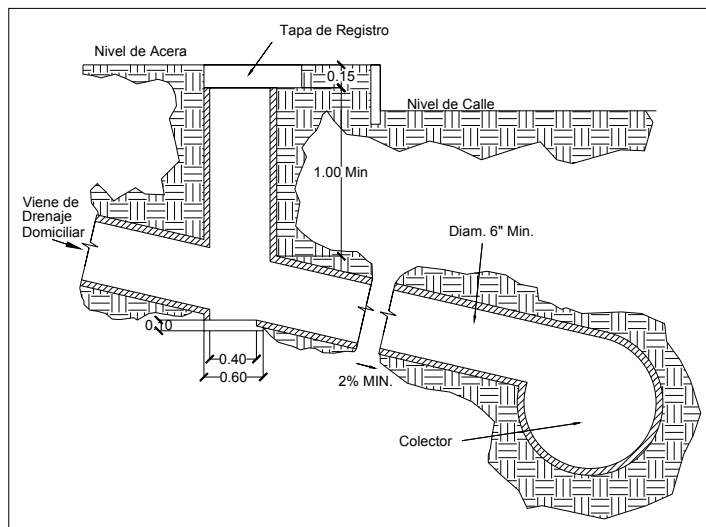 Tapa de Registro
Nivel de Acera
0.15
Nivel de Calle
1.00 Min
Viene de
Drenaje
Domiciliar
Diam. 6" Min.
0.10
0.40
0.60
2% MIN.
Colector